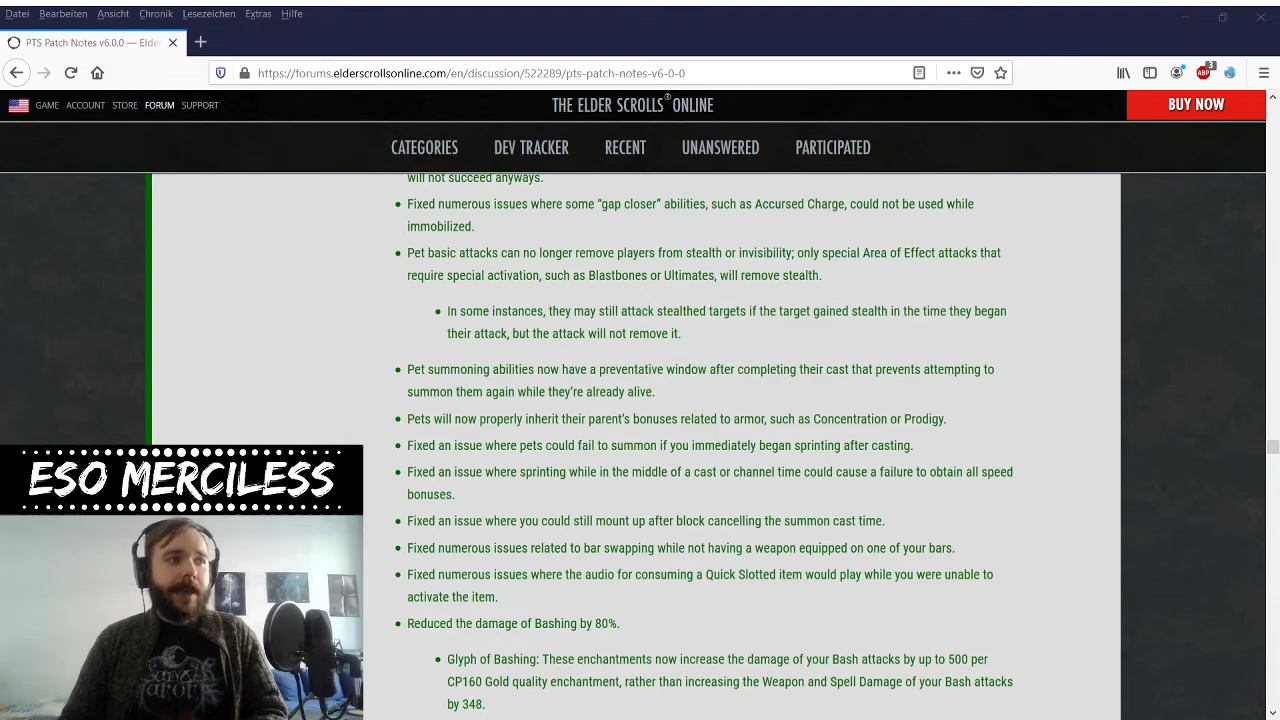 Datei Bearbeiten Ansicht Chronik Lesezeichen Extras Hilfe
PTS Patch Notes v6.0.0 — Elder
https://forums.elderscrollsonline.com/en/discussion/522289/pts-patch-notes-v6-0-0
ABP 3
GAME ACCOUNT STORE FORUM SUPPORT
THE ELDER SCROLLS® ONLINE
BUY NOW
CATEGORIES DEV TRACKER RECENT UNANSWERED PARTICIPATED
will not succeed anyways.
Fixed numerous issues where some “gap closer” abilities, such as Accursed Charge, could not be used while
immobilized.
Pet basic attacks can no longer remove players from stealth or invisibility; only special Area of Effect attacks that
require special activation, such as Blastbones or Ultimates, will remove stealth.
In some instances, they may still attack stealthed targets if the target gained stealth in the time they began
their attack, but the attack will not remove it.
Pet summoning abilities now have a preventative window after completing their cast that prevents attempting to
summon them again while they’re already alive.
Pets will now properly inherit their parent’s bonuses related to armor, such as Concentration or Prodigy.
Fixed an issue where pets could fail to summon if you immediately began sprinting after casting.
Fixed an issue where sprinting while in the middle of a cast or channel time could cause a failure to obtain all speed
bonuses.
Fixed an issue where you could still mount up after block cancelling the summon cast time.
Fixed numerous issues related to bar swapping while not having a weapon equipped on one of your bars.
Fixed numerous issues where the audio for consuming a Quick Slotted item would play while you were unable to
activate the item.
Reduced the damage of Bashing by 80%.
Glyph of Bashing: These enchantments now increase the damage of your Bash attacks by up to 500 per
CP160 Gold quality enchantment, rather than increasing the Weapon and Spell Damage of your Bash attacks
by 348.
ESO MERCILESS